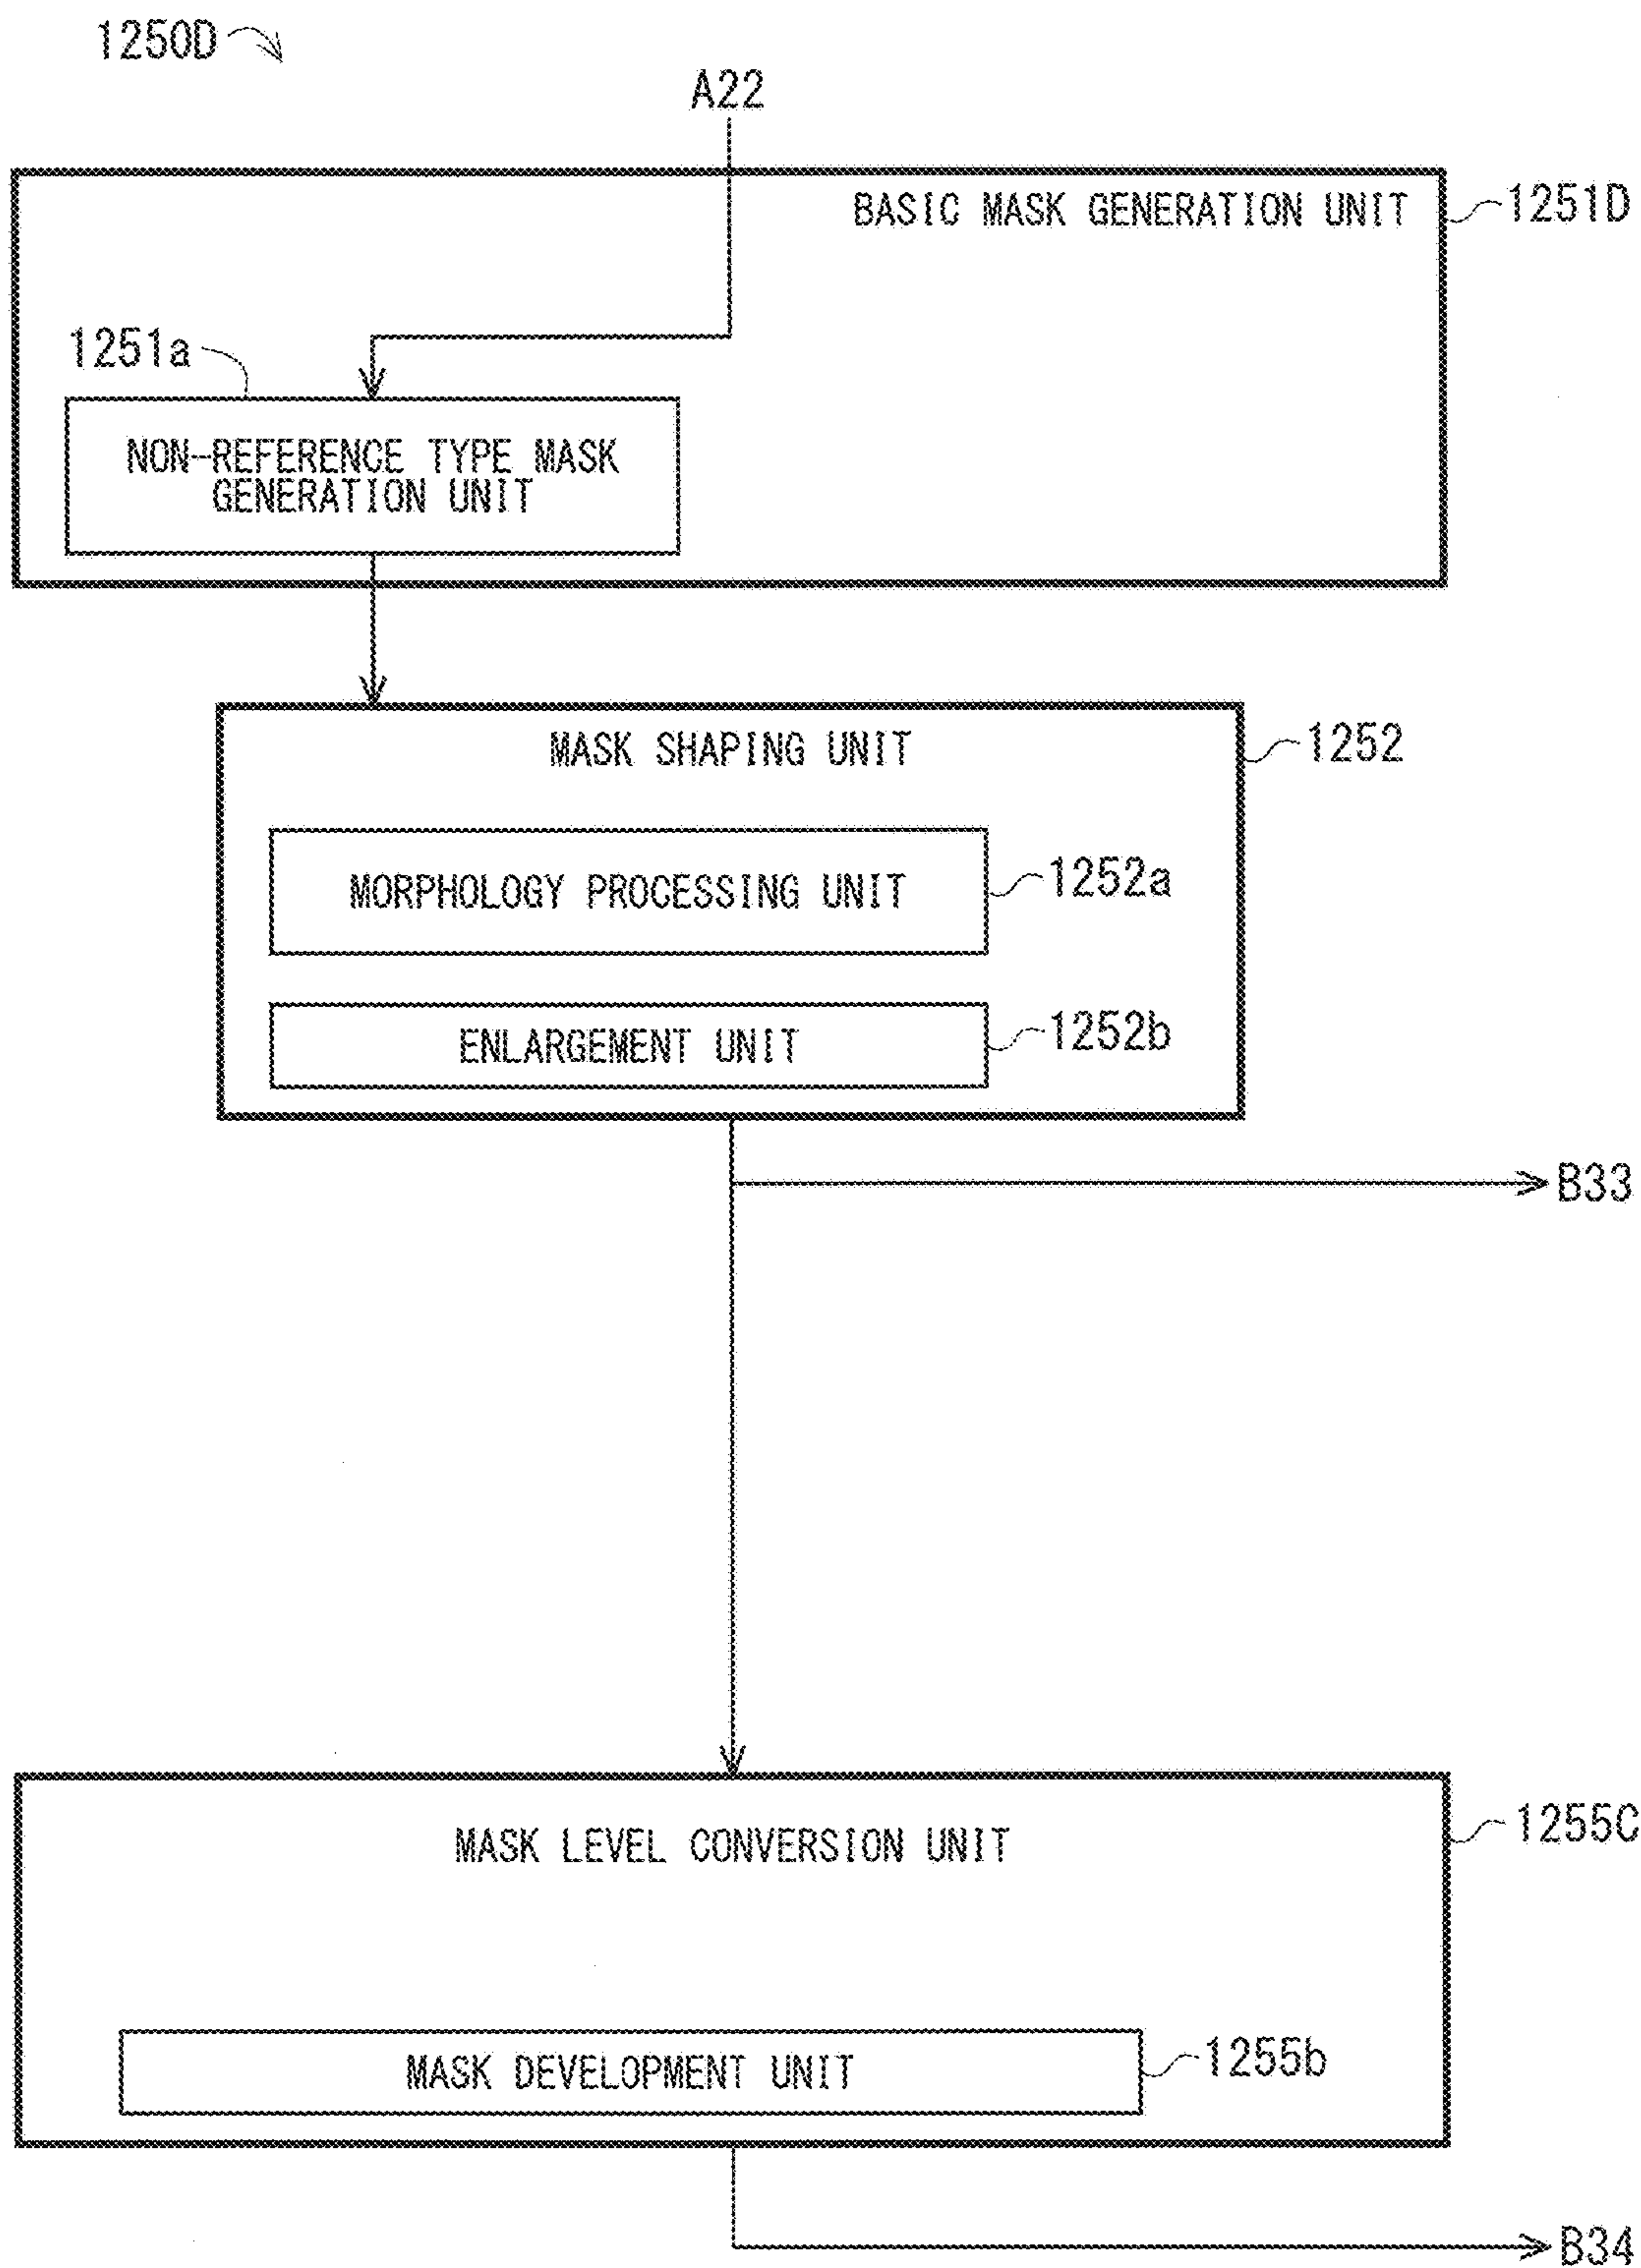 1250D
A22
BASIC MASK GENERATION UNIT
1251D
1251a
NON-REFERENCE TYPE MASK
GENERATION UNIT
MASK SHAPING UNIT
1252
MORPHOLOGY PROCESSING UNIT
1252a
ENLARGEMENT UNIT
1252b
B33
MASK LEVEL CONVERSION UNIT
1255C
MASK DEVELOPMENT UNIT
1255b
B34